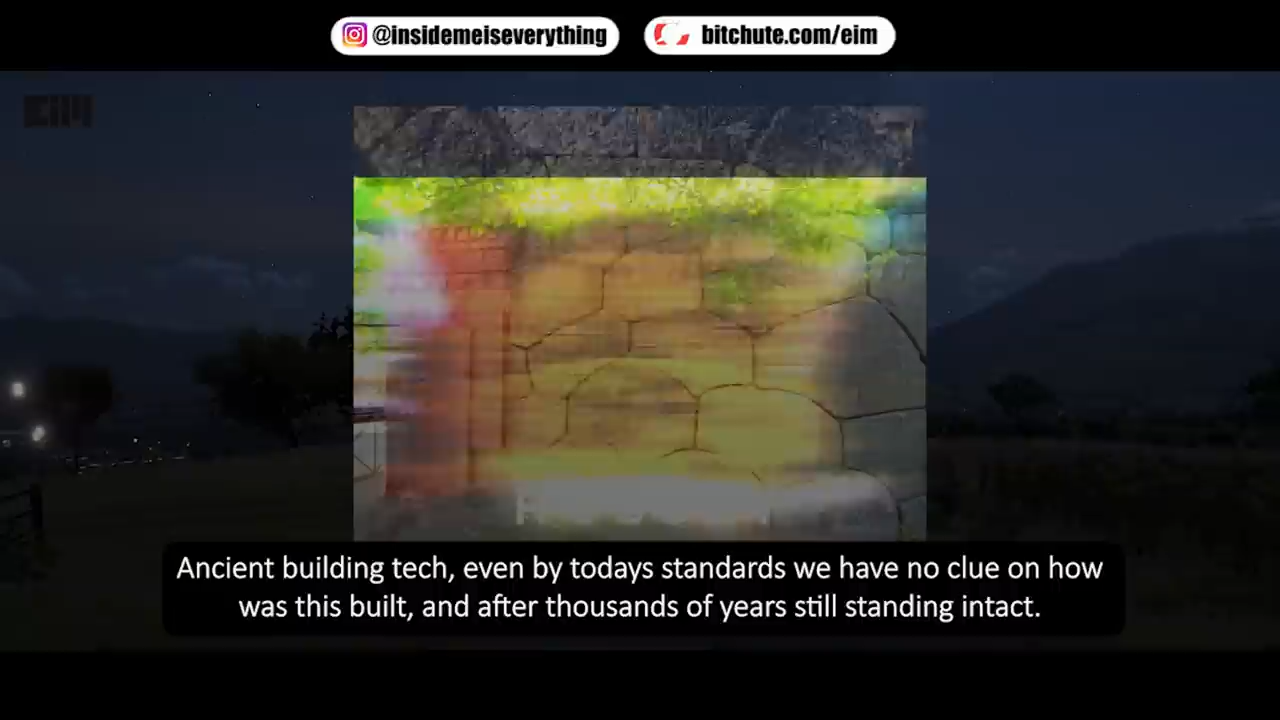 @insidemeiseverything
bitchute.com/eim
eim
Ancient building tech, even by todays standards we have no clue on how
was this built, and after thousands of years still standing intact.